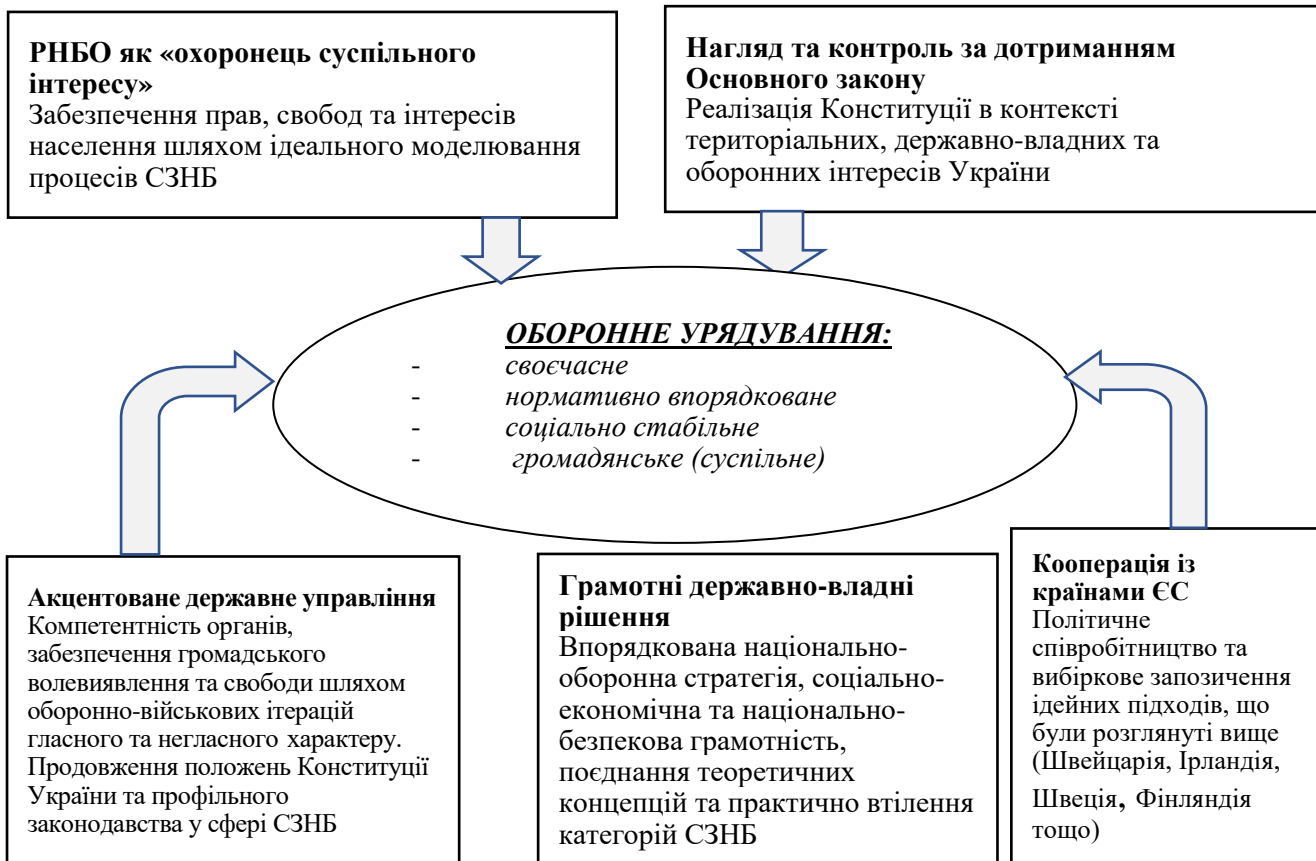 РНБО як «охоронець суспільного
інтересу»
Забезпечення прав, свобод та інтересів
населення шляхом ідеального моделювання
процесів СЗНБ
Нагляд та контроль за дотриманням
Основного закону
Реалізація Конституції в контексті
територіальних, державно-владних та
оборонних інтересів України
ОБОРОННЕ УРЯДУВАННЯ:
- своєчасне
- нормативно впорядковане
- соціально стабільне
- громадянське (суспільне)
Акцентоване державне управління
Компетентність органів,
забезпечення громадського
волевиявлення та свободи шляхом
оборонно-військових ітерацій
гласного та негласного характеру.
Продовження положень Конституції
України та профільного
законодавства у сфері СЗНБ
Грамотні державно-владні
рішення
Впорядкована національно-
оборонна стратегія, соціально-
економічна та національно-
безпекова грамотність,
поєднання теоретичних
концепцій та практично втілення
категорій СЗНБ
Кооперація із
країнами ЄС
Політичне
співробітництво та
вибіркове запозичення
ідейних підходів, що
були розглянуті вище
(Швейцарія, Ірландія,
Швеція, Фінляндія
тощо)